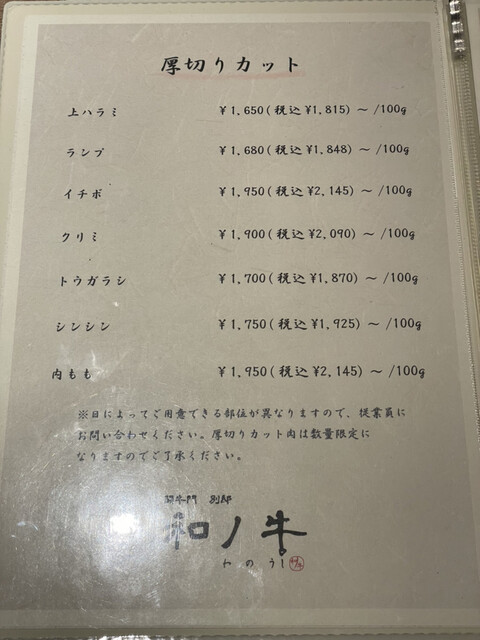 厚切りカット
上ハラミ ¥1,650(税込¥1,815) ～ /100g
ランプ ¥1,680(税込¥1,848) ～ /100g
イチボ ¥1,950(税込¥2,145) ～ /100g
クリミ ¥1,900(税込¥2,090) ～ /100g
トウガラシ ¥1,700(税込¥1,870) ～ /100g
シンシン ¥1,750(税込¥1,925) ～ /100g
内もも ¥1,950(税込¥2,145) ～ /100g
※日によってご用意できる部位が異なりますので、従業員に
お問い合わせください。厚切りカット肉は数量限定に
なりますのでご了承ください。
牛門 別邸
和ノ牛
わのうし